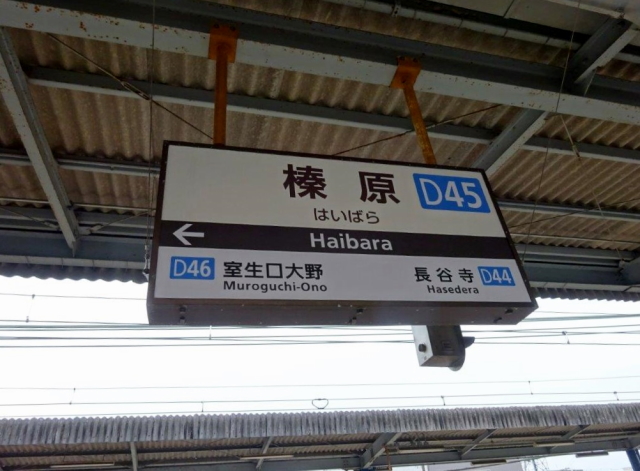 榛原 D45
はいばら
← Haibara
D46 室生口大野 長谷寺 D44
Muroguchi-Ono Hasedera